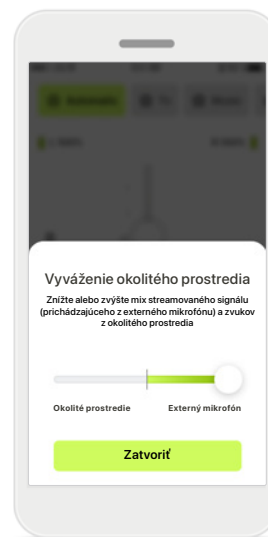 Vyváženie okolitého prostredia
Znížte alebo zvýšte mix streamovaného signálu
(prichádzajúceho z externého mikrofónu) a zvukov
z okolitého prostredia
Okolité prostredie Externý mikrofón
Zatvoriť